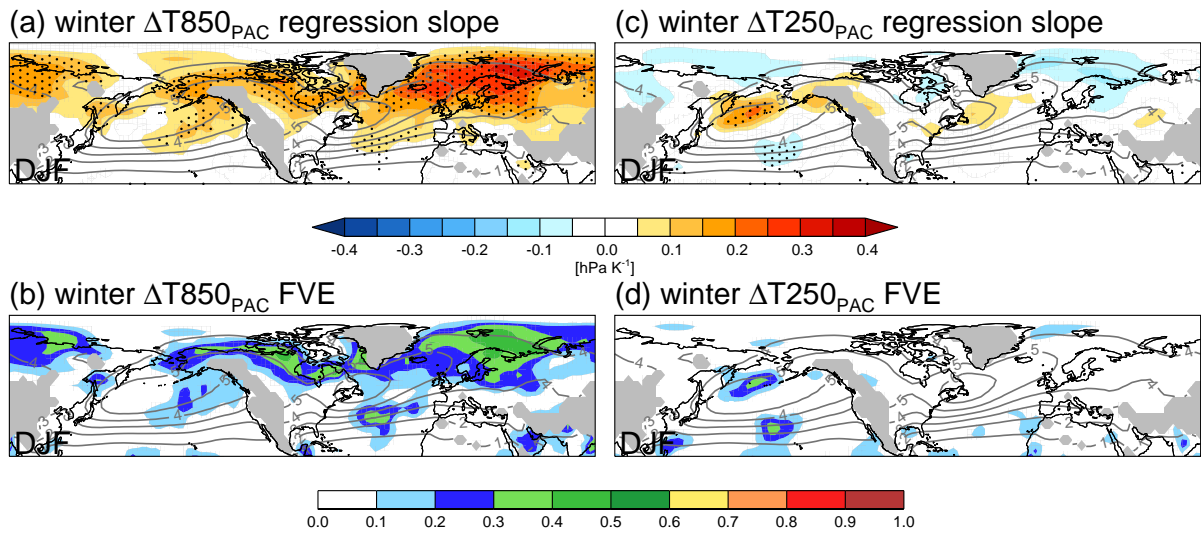 (a) winter ΔT850PAC regression slope
(c) winter ΔT250PAC regression slope
DJF
DJF
-0.4 -0.3 -0.2 -0.1 0.0 0.1 0.2 0.3 0.4
[hPa K⁻¹]
(b) winter ΔT850PAC FVE
(d) winter ΔT250PAC FVE
DJF
DJF
0.0 0.1 0.2 0.3 0.4 0.5 0.6 0.7 0.8 0.9 1.0